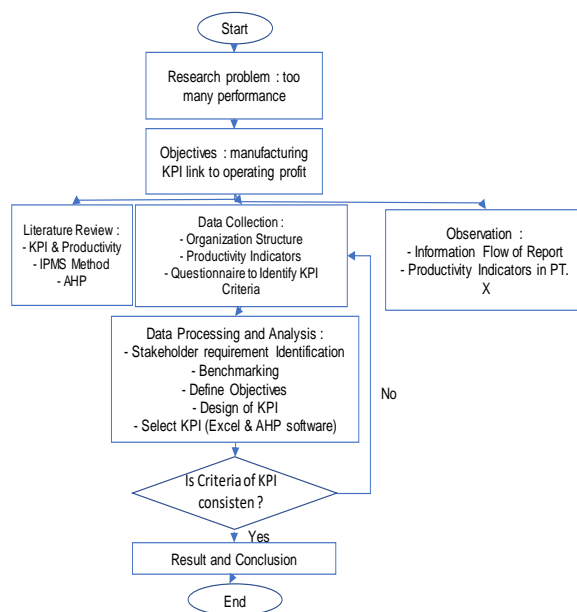 Start
Research problem : too
many performance
Objectives : manufacturing
KPI link to operating profit
Literature Review :
- KPI & Productivity
- IPMS Method
- AHP
Data Collection :
- Organization Structure
- Productivity Indicators
- Questionnaire to Identify KPI
Criteria
Observation :
- Information Flow of Report
- Productivity Indicators in PT.
X
Data Processing and Analysis :
- Stakeholder requirement Identification
- Benchmarking
- Define Objectives
- Design of KPI
- Select KPI (Excel & AHP software)
No
Is Criteria of KPI
consisten ?
Yes
Result and Conclusion
End